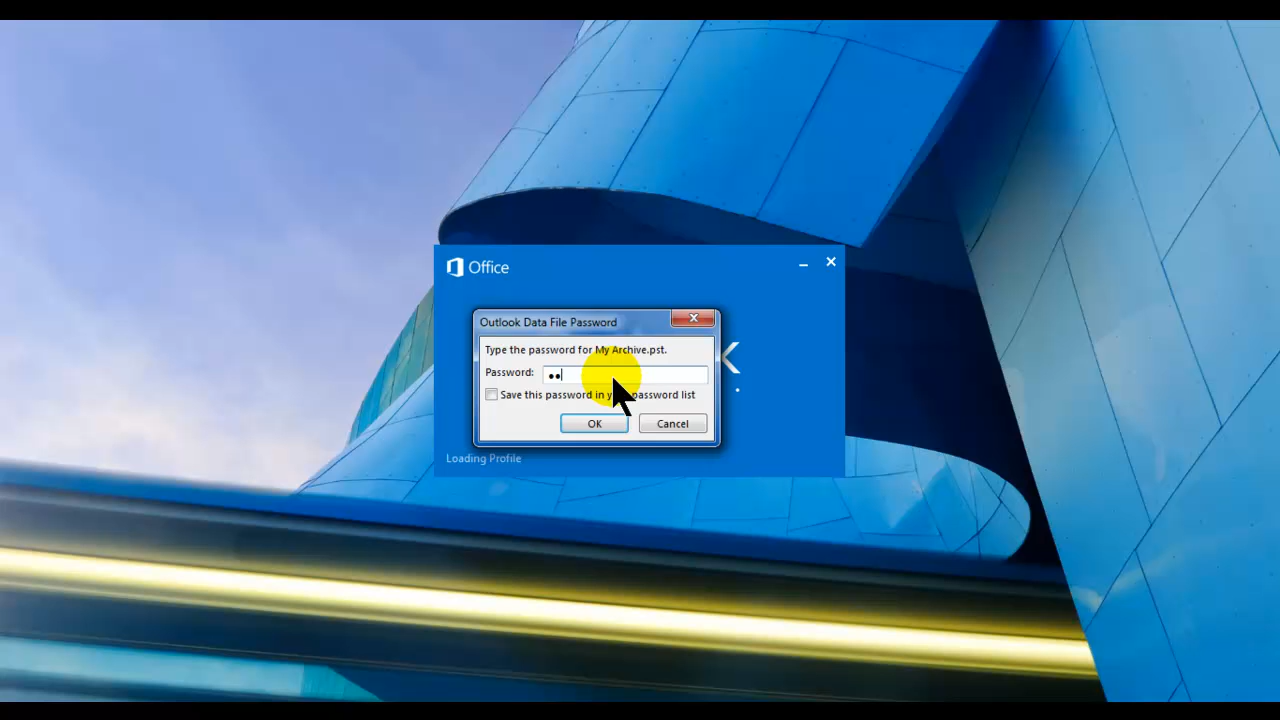 Office
Outlook Data File Password
Type the password for My Archive.pst.
Password:
Save this password in your password list
OK
Cancel
Loading Profile